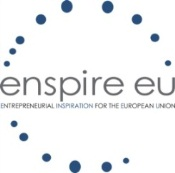 enspire eu
ENTREPRENEURIAL INSPIRATION FOR THE EUROPEAN UNION